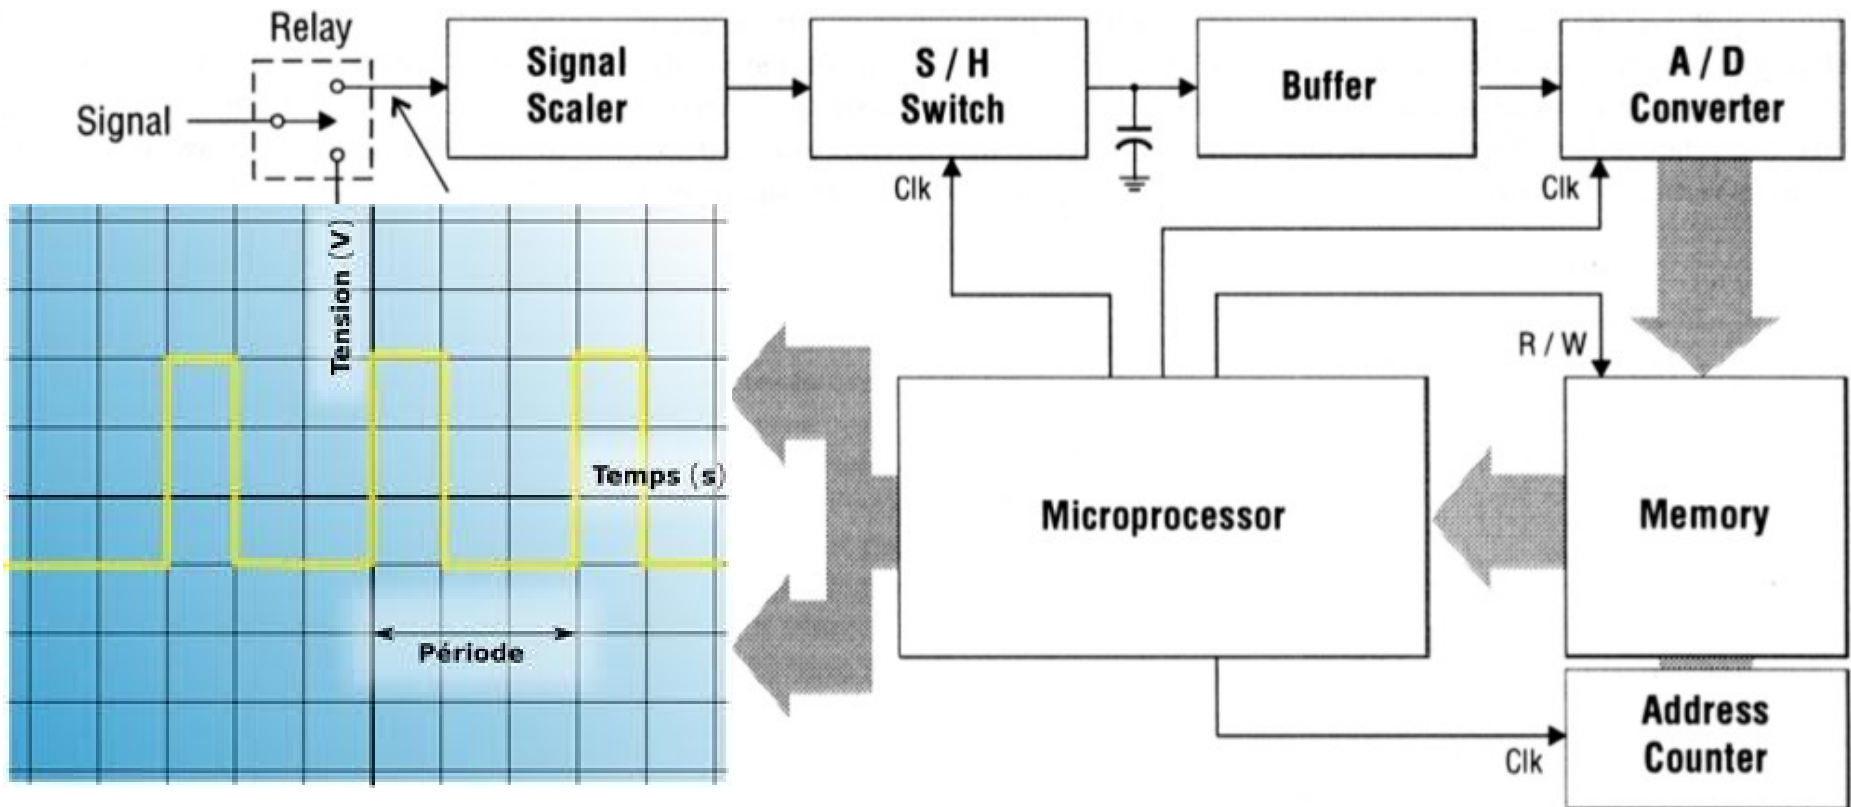 Relay
Signal
Signal
Scaler
S / H
Switch
Buffer
A / D
Converter
Clk
Clk
R / W
Tension (V)
Temps (s)
Période
Microprocessor
Memory
Address
Counter
Clk